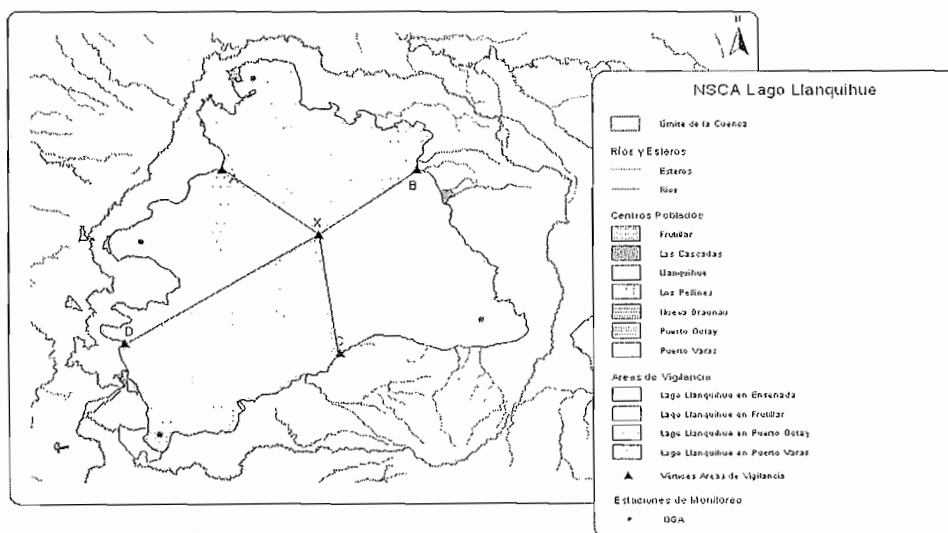 N
A
B
X
D
C
NSCA Lago Llanquihue
Límite de la Cuenca
Ríos y Esteros
Esteros
Ríos
Centros Poblados
Frutillar
Las Cascadas
Llanquihue
Los Pellines
Nueva Braunau
Puerto Octay
Puerto Varas
Areas de Vigilancia
Lago Llanquihue en Ensenada
Lago Llanquihue en Frutillar
Lago Llanquihue en Puerto Octay
Lago Llanquihue en Puerto Varas
Vértices Areas de Vigilancia
Estaciones de Monitoreo
DGA